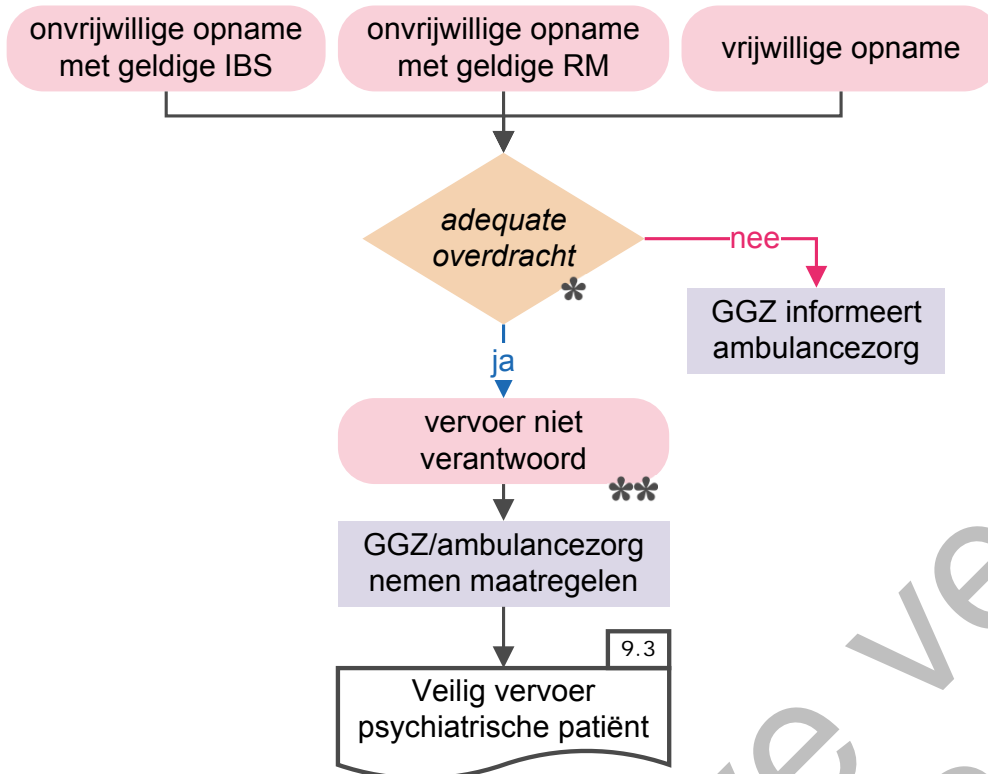 onvrijwillige opname
met geldige IBS
onvrijwillige opname
met geldige RM
vrijwillige opname
adequate
overdracht
*
nee
GGZ informeert
ambulancezorg
ja
vervoer niet
verantwoord
**
GGZ/ambulancezorg
nemen maatregelen
9.3
Veilig vervoer
psychiatrische patiënt